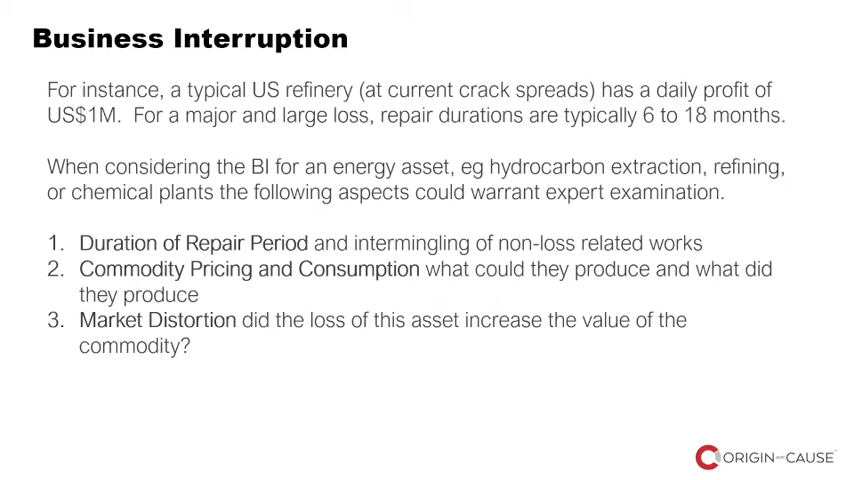 Business Interruption
For instance, a typical US refinery (at current crack spreads) has a daily profit of
US$1M. For a major and large loss, repair durations are typically 6 to 18 months.
When considering the BI for an energy asset, eg hydrocarbon extraction, refining,
or chemical plants the following aspects could warrant expert examination.
1. Duration of Repair Period and intermingling of non-loss related works
2. Commodity Pricing and Consumption what could they produce and what did
they produce
3. Market Distortion did the loss of this asset increase the value of the
commodity?
ORIGIN AND CAUSE